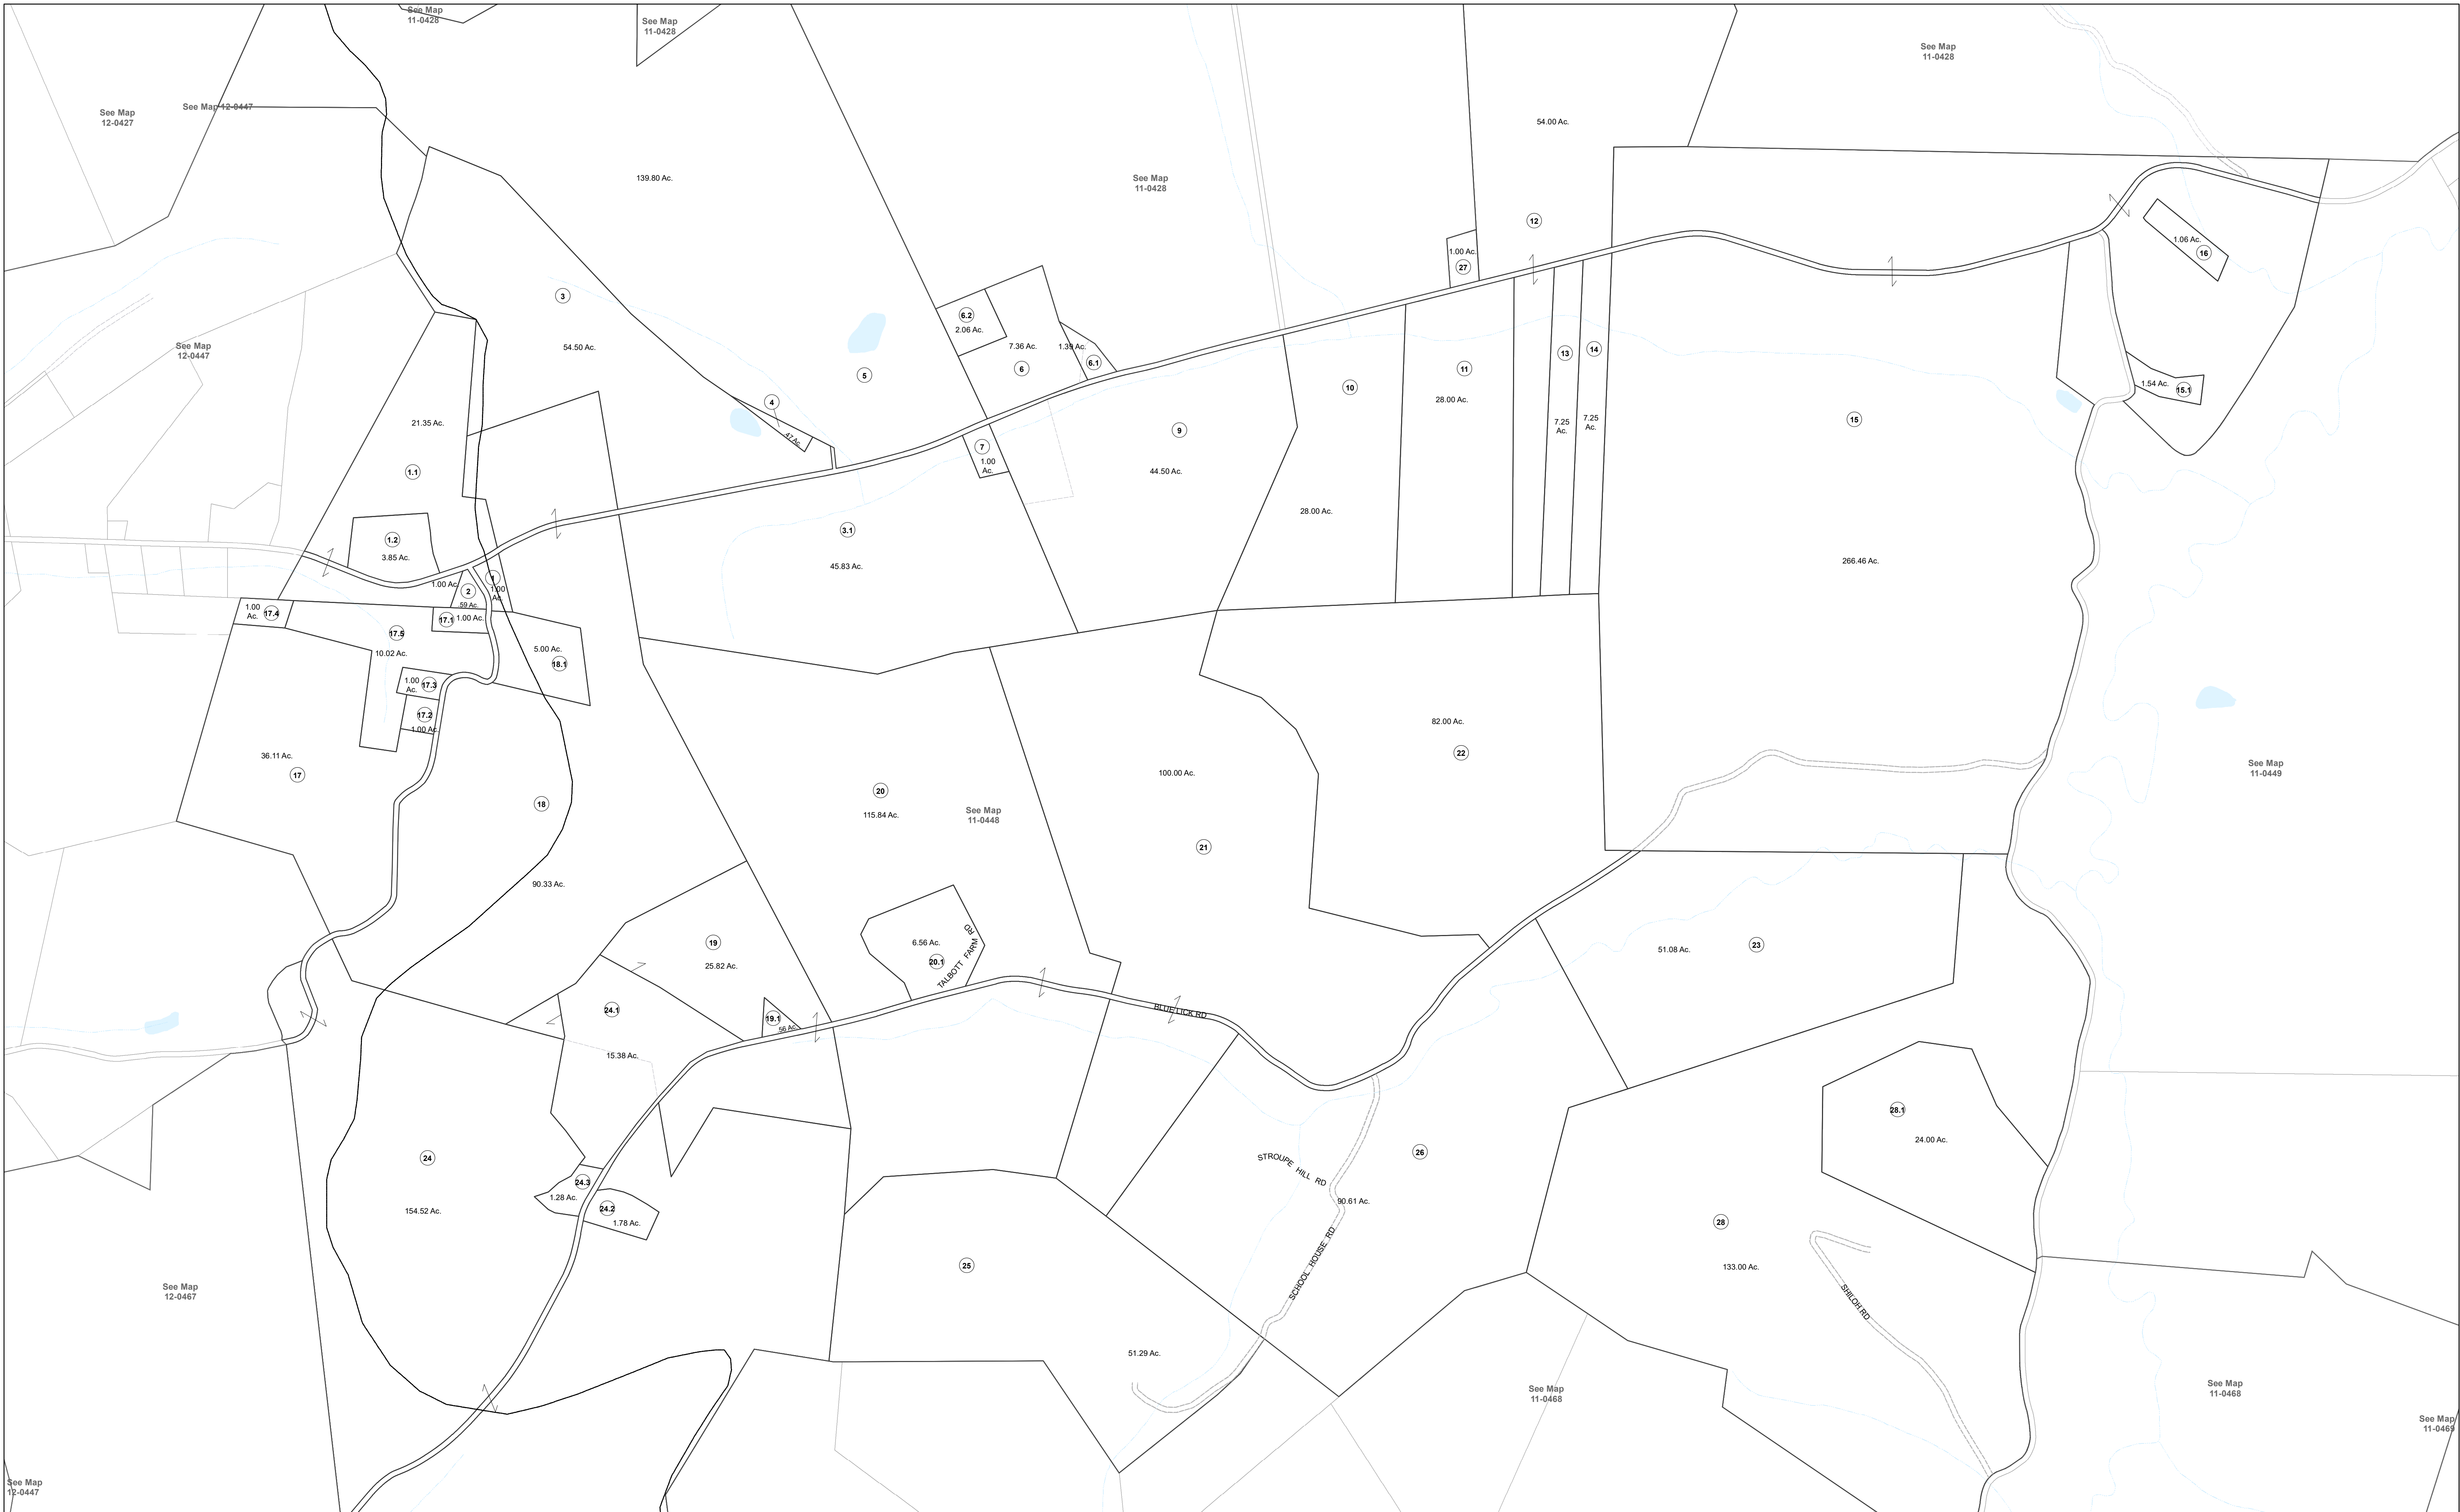 See Map
11-0428
See Map
11-0428
See Map
11-0428
See Map
12-0427
See Map 12-0447
54.00 Ac.
139.80 Ac.
See Map
11-0428
12
1.00 Ac.
27
1.06 Ac.
16
3
54.50 Ac.
6.2
2.06 Ac.
7.36 Ac.
6
1.39 Ac.
6.1
5
See Map
12-0447
4
.47 Ac.
10
11
28.00 Ac.
13
14
7.25
Ac.
7.25
Ac.
15
1.54 Ac.
15.1
21.35 Ac.
1.1
7
1.00
Ac.
9
44.50 Ac.
28.00 Ac.
1.2
3.85 Ac.
3.1
45.83 Ac.
266.46 Ac.
1.00 Ac.
2
.59 Ac.
1
1.00
Ac.
1.00
Ac.
17.4
17.1
1.00 Ac.
17.5
10.02 Ac.
5.00 Ac.
18.1
1.00
Ac.
17.3
17.2
1.00 Ac.
36.11 Ac.
17
18
90.33 Ac.
20
115.84 Ac.
See Map
11-0448
100.00 Ac.
21
82.00 Ac.
22
See Map
11-0449
19
25.82 Ac.
6.56 Ac.
20.1
TALBOTT FARM RD
51.08 Ac.
23
24.1
15.38 Ac.
19.1
.56 Ac.
BLUE LICK RD
24
154.52 Ac.
24.3
1.28 Ac.
24.2
1.78 Ac.
STROUPE HILL RD
26
90.61 Ac.
28.1
24.00 Ac.
28
133.00 Ac.
25
51.29 Ac.
SCHOOL HOUSE RD
SHILOH RD
See Map
12-0467
See Map
11-0468
See Map
11-0468
See Map
11-0469
See Map
12-0447